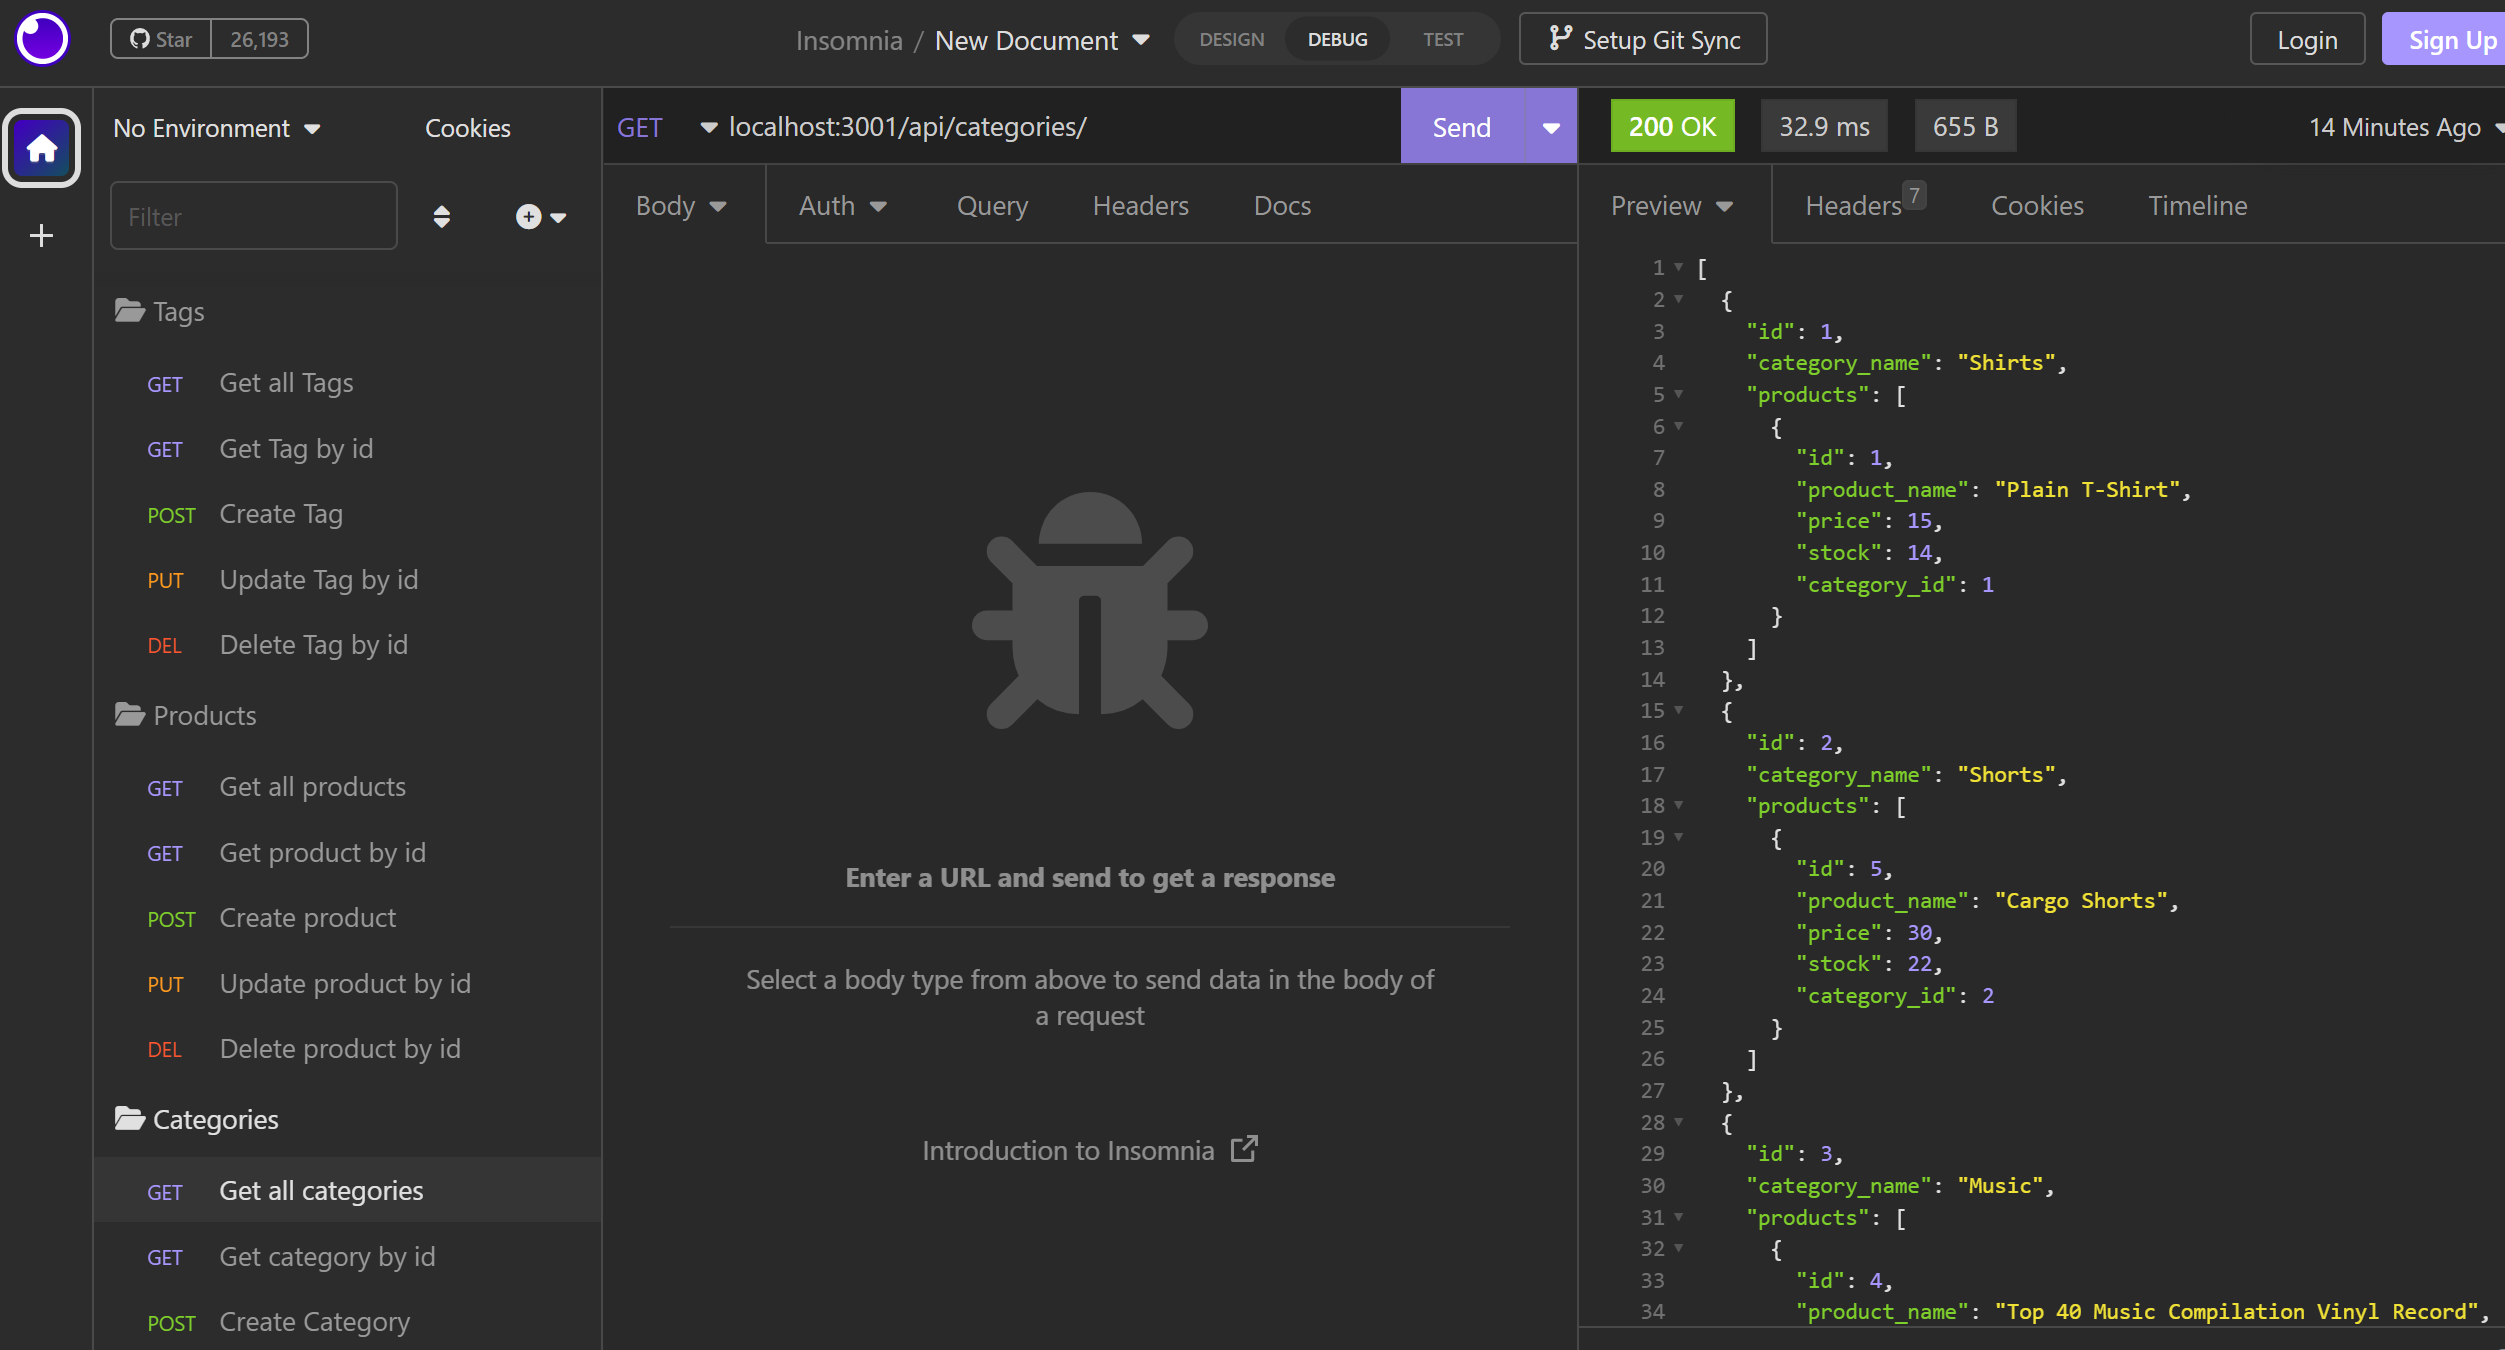 Star 26,193
Insomnia / New Document
DESIGN DEBUG TEST
Setup Git Sync
Login
Sign Up
No Environment
Cookies
Filter
Tags
GET Get all Tags
GET Get Tag by id
POST Create Tag
PUT Update Tag by id
DEL Delete Tag by id
Products
GET Get all products
GET Get product by id
POST Create product
PUT Update product by id
DEL Delete product by id
Categories
GET Get all categories
GET Get category by id
POST Create Category
GET localhost:3001/api/categories/
Send
Body Auth Query Headers Docs
Enter a URL and send to get a response
Select a body type from above to send data in the body of
a request
Introduction to Insomnia
200 OK 32.9 ms 655 B 14 Minutes Ago
Preview Headers 7 Cookies Timeline
1 [
2 {
3 "id": 1,
4 "category_name": "Shirts",
5 "products": [
6 {
7 "id": 1,
8 "product_name": "Plain T-Shirt",
9 "price": 15,
10 "stock": 14,
11 "category_id": 1
12 }
13 ]
14 },
15 {
16 "id": 2,
17 "category_name": "Shorts",
18 "products": [
19 {
20 "id": 5,
21 "product_name": "Cargo Shorts",
22 "price": 30,
23 "stock": 22,
24 "category_id": 2
25 }
26 ]
27 },
28 {
29 "id": 3,
30 "category_name": "Music",
31 "products": [
32 {
33 "id": 4,
34 "product_name": "Top 40 Music Compilation Vinyl Record",